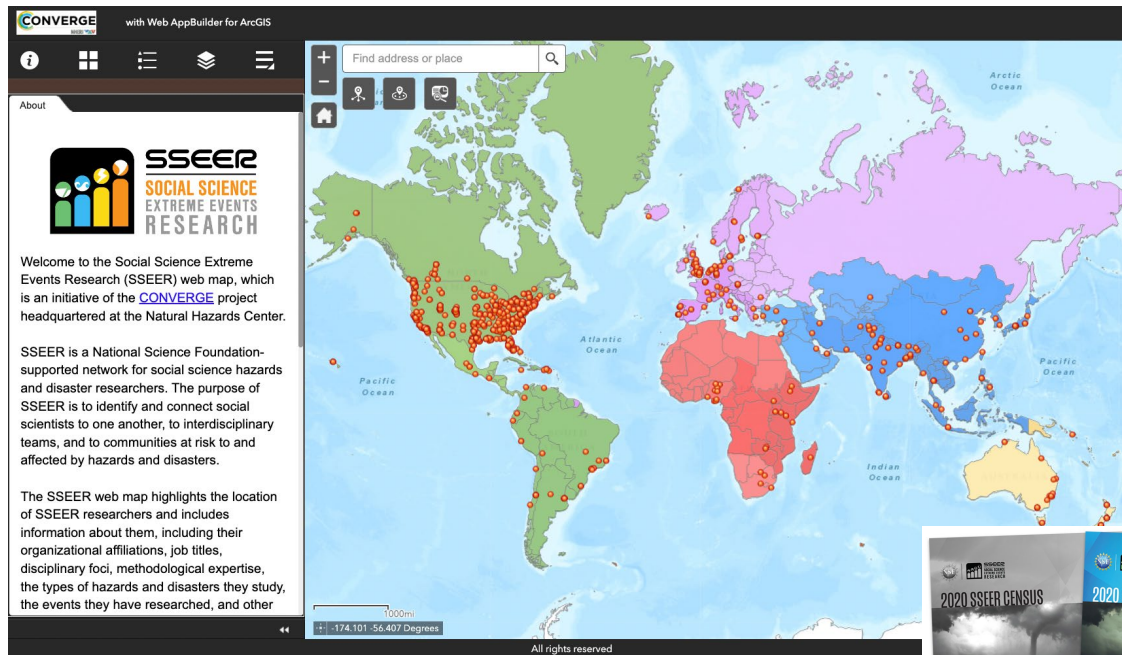 CONVERGE
with Web AppBuilder for ArcGIS
About
SSEER
SOCIAL SCIENCE
EXTREME EVENTS
RESEARCH
Welcome to the Social Science Extreme
Events Research (SSEER) web map, which
is an initiative of the CONVERGE project
headquartered at the Natural Hazards Center.
SSEER is a National Science Foundation-
supported network for social science hazards
and disaster researchers. The purpose of
SSEER is to identify and connect social
scientists to one another, to interdisciplinary
teams, and to communities at risk to and
affected by hazards and disasters.
The SSEER web map highlights the location
of SSEER researchers and includes
information about them, including their
organizational affiliations, job titles,
disciplinary foci, methodological expertise,
the types of hazards and disasters they study,
the events they have researched, and other
+
Find address or place
−
Arctic
Ocean
Atlantic
Ocean
Pacific
Ocean
Pacific
Ocean
Indian
Ocean
1000mi
-174.101 -56.407 Degrees
All rights reserved
SSEER
SOCIAL SCIENCE
EXTREME EVENTS
RESEARCH
2020 SSEER CENSUS
2020